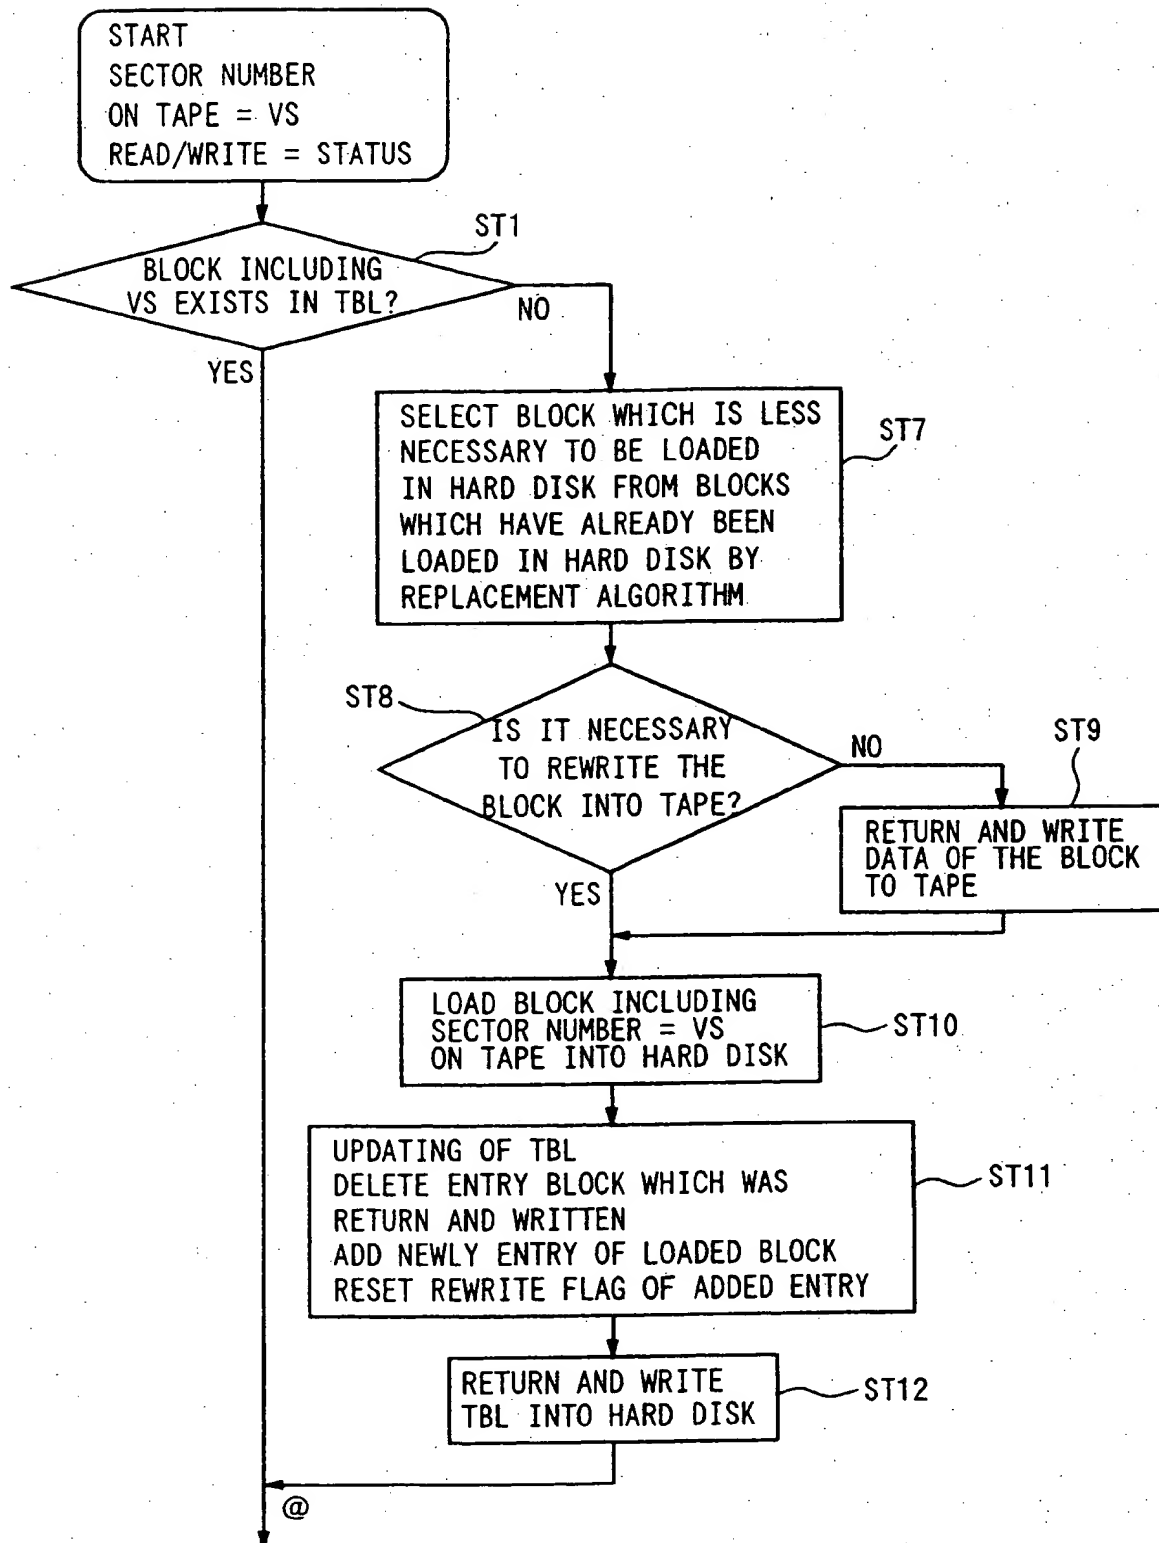 START
SECTOR NUMBER
ON TAPE = VS
READ/WRITE = STATUS
ST1
BLOCK INCLUDING
VS EXISTS IN TBL?
NO
YES
SELECT BLOCK WHICH IS LESS
NECESSARY TO BE LOADED
IN HARD DISK FROM BLOCKS
WHICH HAVE ALREADY BEEN
LOADED IN HARD DISK BY
REPLACEMENT ALGORITHM
ST7
ST8
IS IT NECESSARY
TO REWRITE THE
BLOCK INTO TAPE?
NO
ST9
RETURN AND WRITE
DATA OF THE BLOCK
TO TAPE
YES
LOAD BLOCK INCLUDING
SECTOR NUMBER = VS
ON TAPE INTO HARD DISK
ST10
UPDATING OF TBL
DELETE ENTRY BLOCK WHICH WAS
RETURN AND WRITTEN
ADD NEWLY ENTRY OF LOADED BLOCK
RESET REWRITE FLAG OF ADDED ENTRY
ST11
RETURN AND WRITE
TBL INTO HARD DISK
ST12
@